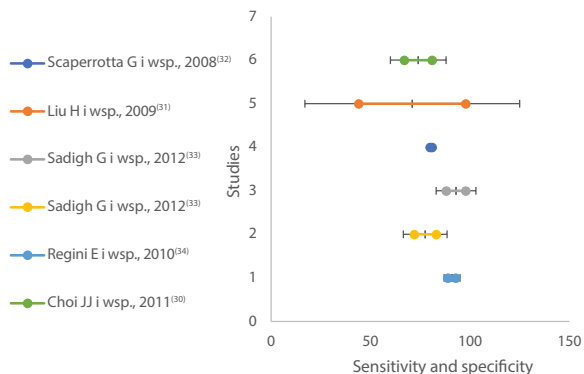 Scaperrotta G i wsp., 2008(32)
Liu H i wsp., 2009(31)
Sadigh G i wsp., 2012(33)
Sadigh G i wsp., 2012(33)
Regini E i wsp., 2010(34)
Choi JJ i wsp., 2011(30)
Studies
7
6
5
4
3
2
1
0
0 50 100 150
Sensitivity and specificity